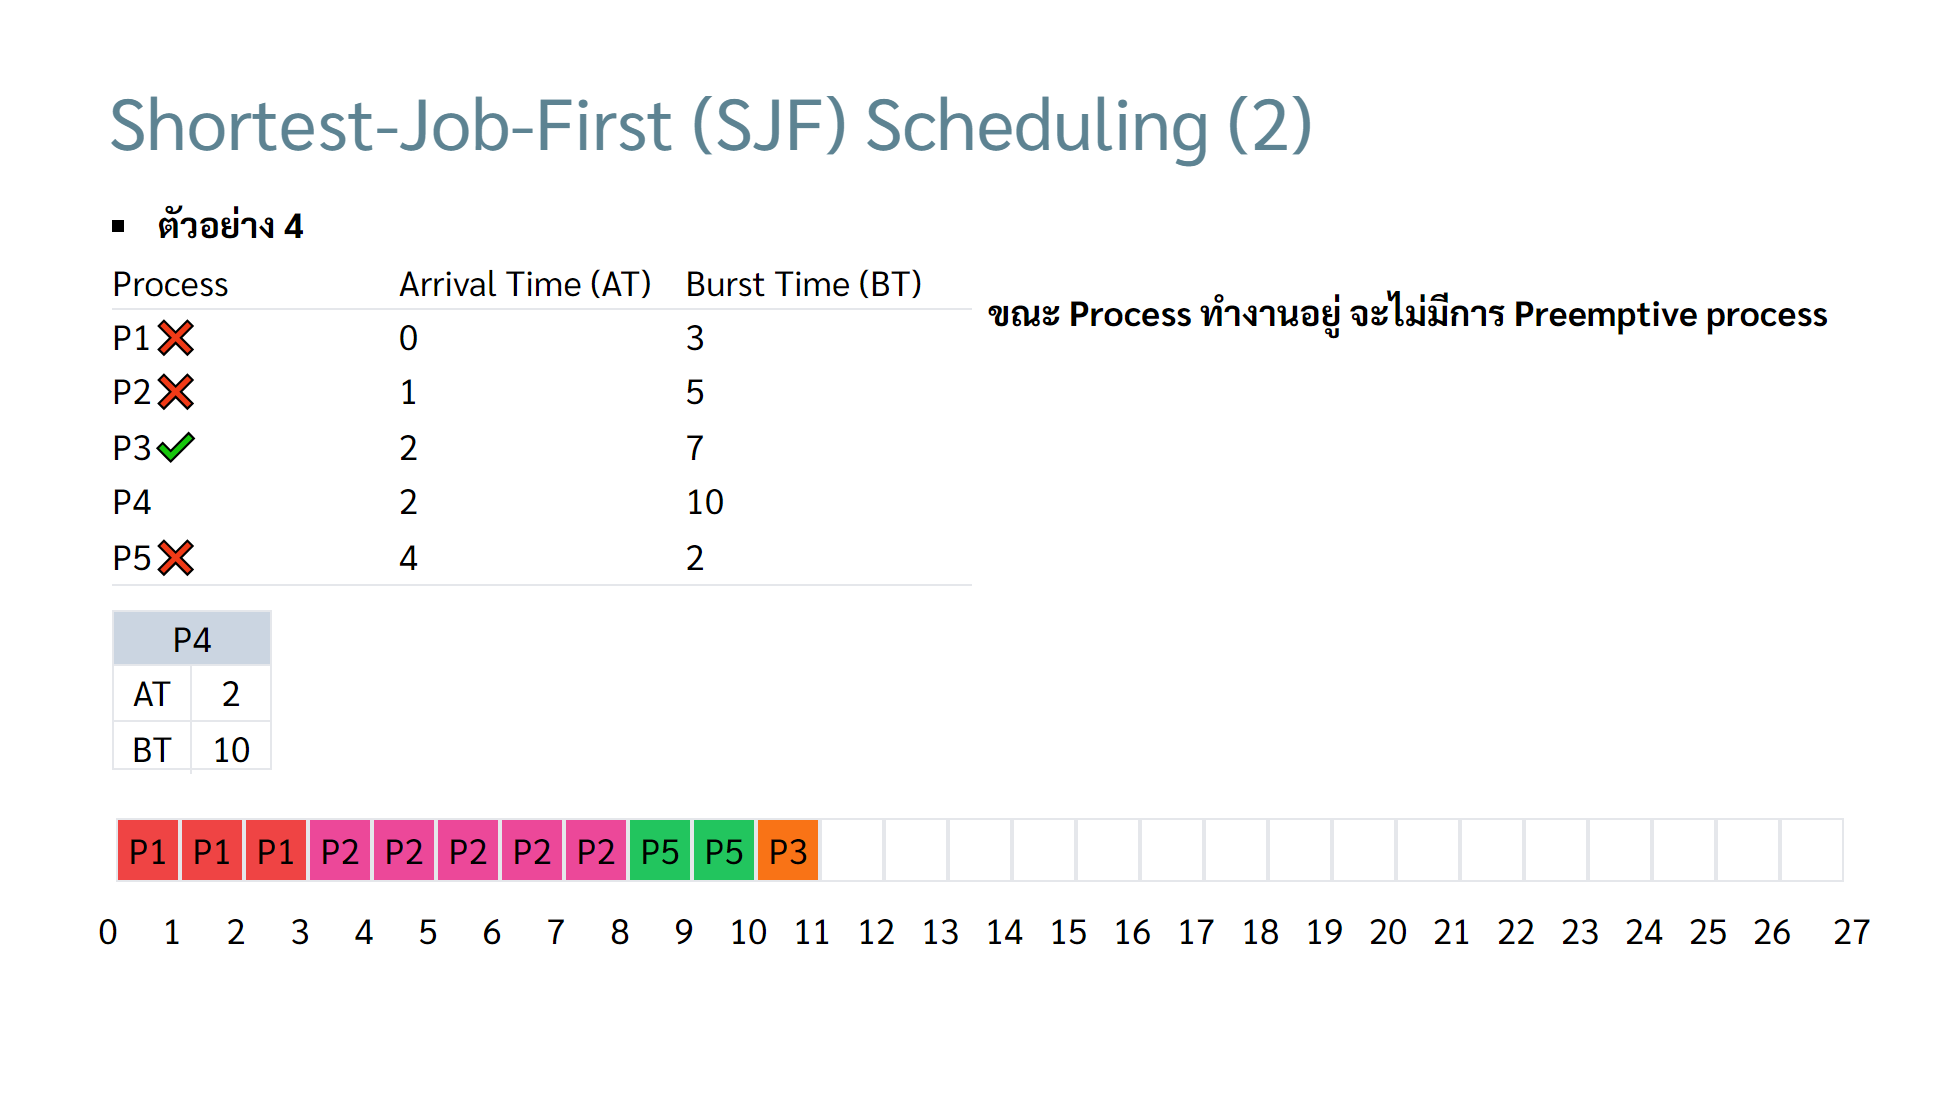 Shortest-Job-First (SJF) Scheduling (2)
ตัวอย่าง 4
Process Arrival Time (AT) Burst Time (BT)
ขณะ Process ทำงานอยู่ จะไม่มีการ Preemptive process
P1 0 3
P2 1 5
P3 2 7
P4 2 10
P5 4 2
P4
AT 2
BT 10
P1 P1 P1 P2 P2 P2 P2 P2 P5 P5 P3
0 1 2 3 4 5 6 7 8 9 10 11 12 13 14 15 16 17 18 19 20 21 22 23 24 25 26 27